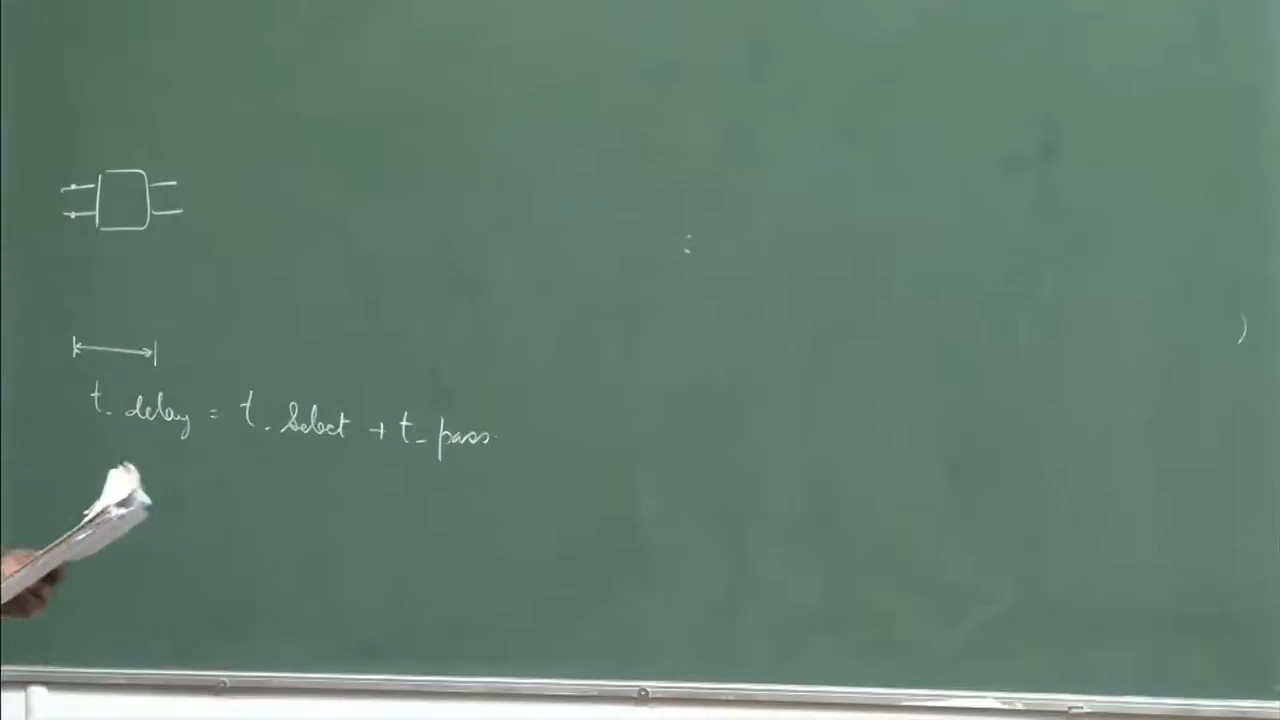 t_delay = t_select + t_pass.